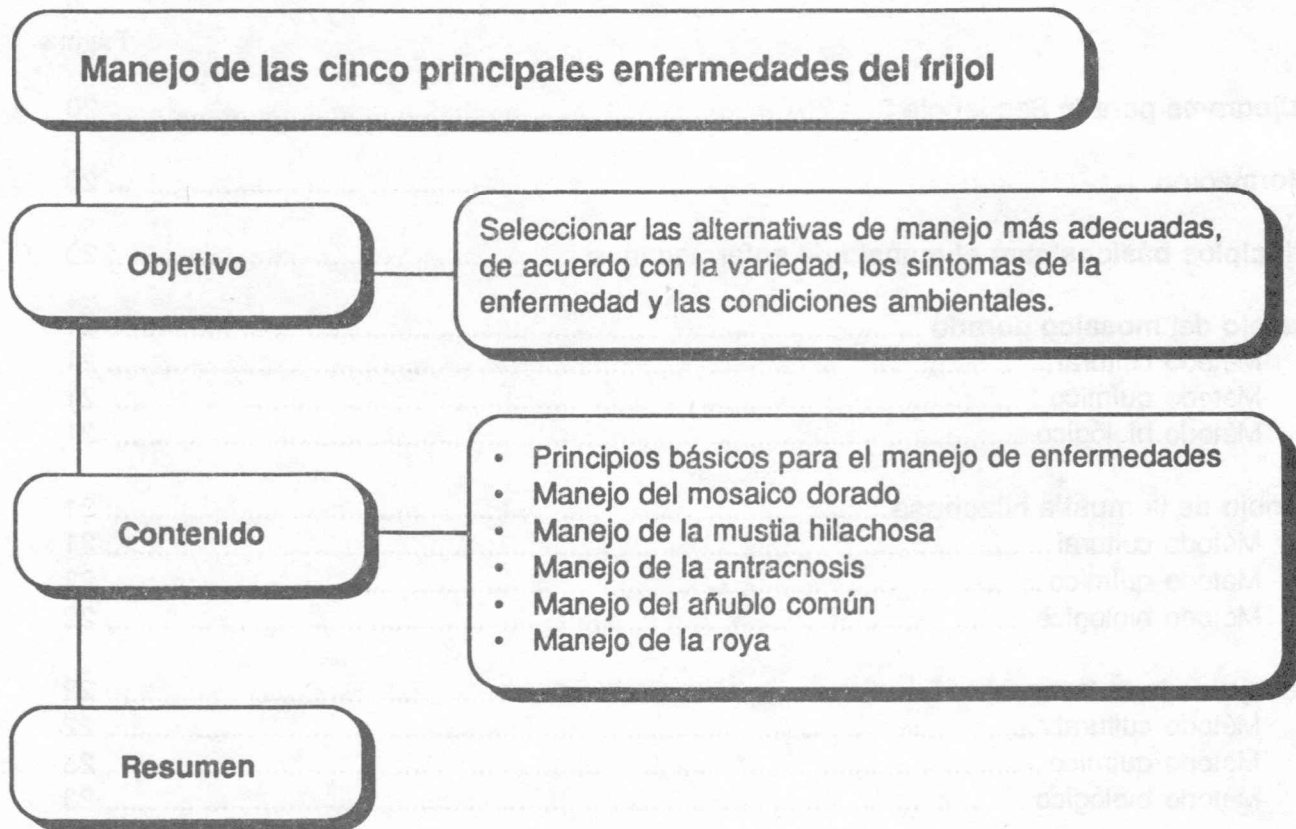 Manejo de las cinco principales enfermedades del frijol
Objetivo
Seleccionar las alternativas de manejo más adecuadas,
de acuerdo con la variedad, los síntomas de la
enfermedad y las condiciones ambientales.
Contenido
• Principios básicos para el manejo de enfermedades
• Manejo del mosaico dorado
• Manejo de la mustia hilachosa
• Manejo de la antracnosis
• Manejo del añublo común
• Manejo de la roya
Resumen